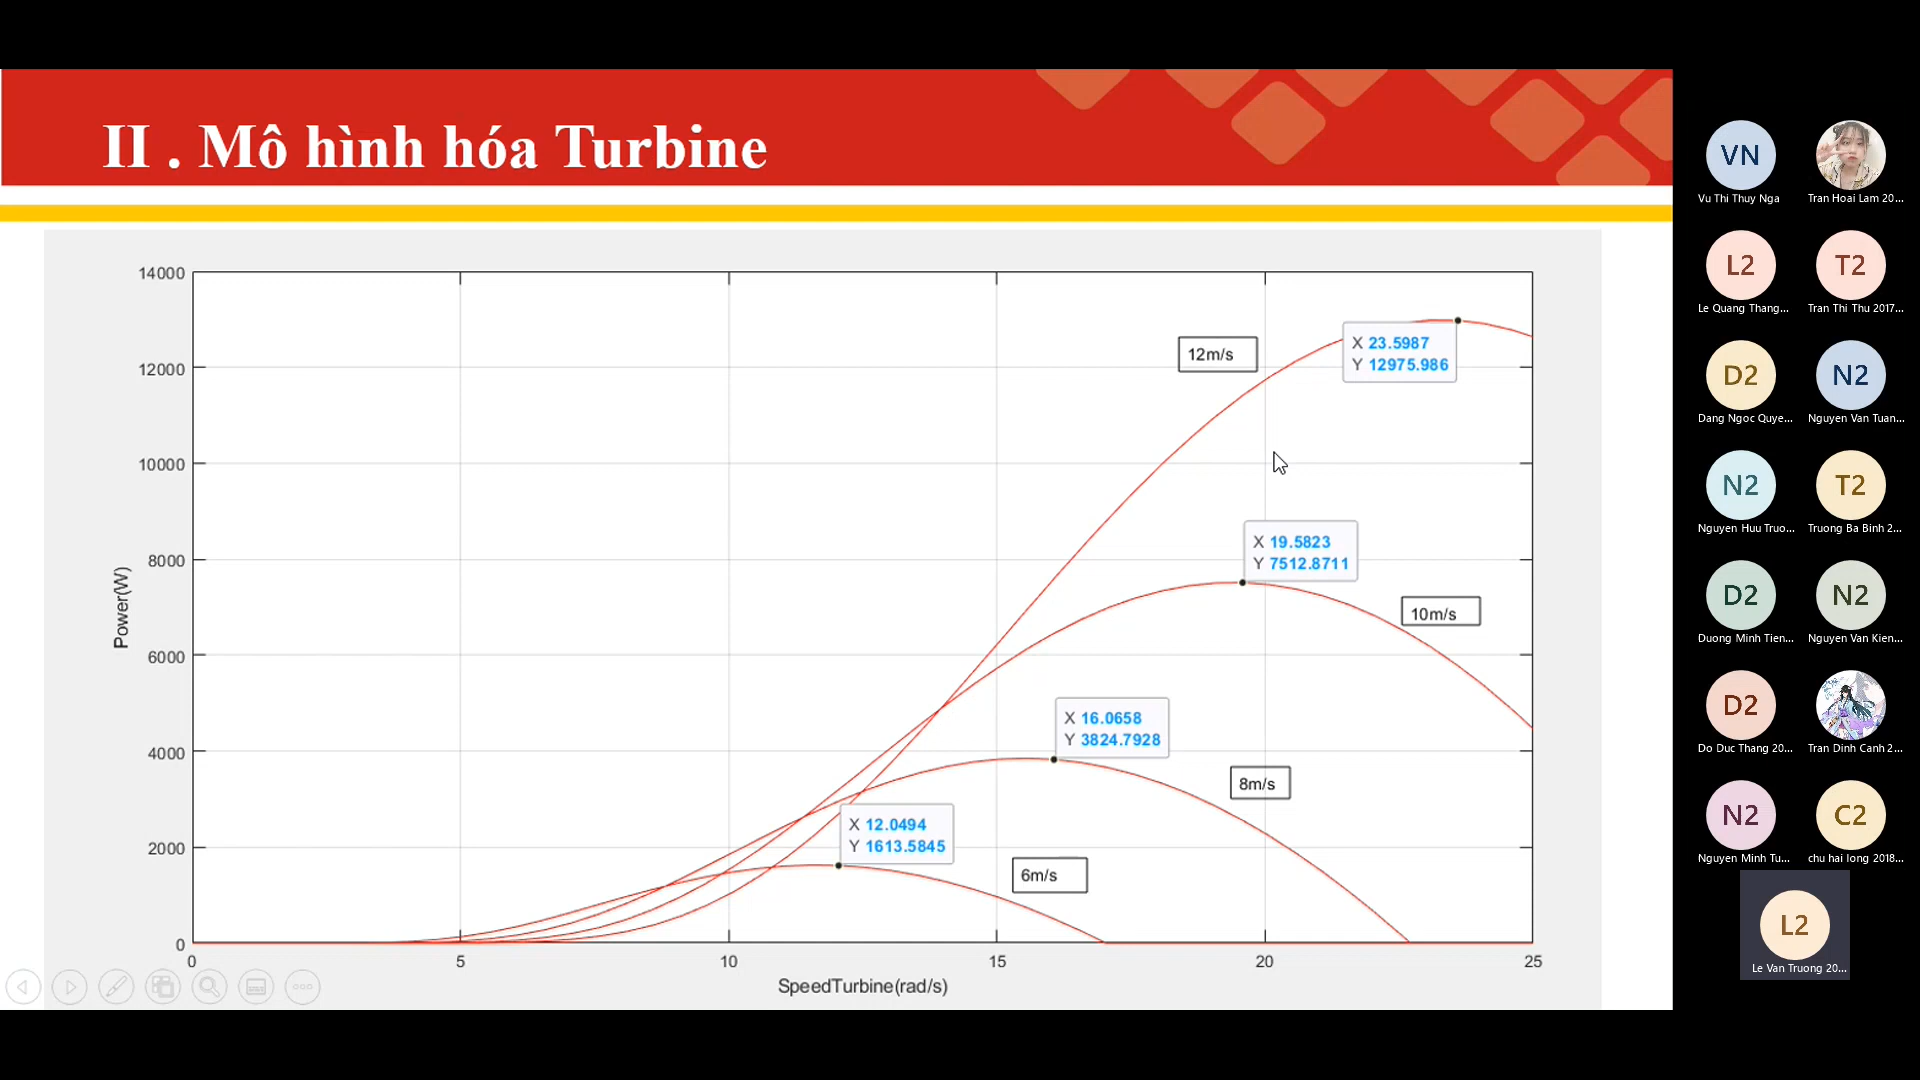 II . Mô hình hóa Turbine
14000
12000
10000
8000
6000
4000
2000
0
Power(W)
12m/s
X 23.5987
Y 12975.986
X 19.5823
Y 7512.8711
10m/s
X 16.0658
Y 3824.7928
8m/s
X 12.0494
Y 1613.5845
6m/s
0 5 10 15 20 25
SpeedTurbine(rad/s)
VN
Vu Thi Thuy Nga
Tran Hoai Lam 20...
L2
Le Quang Thang...
T2
Tran Thi Thu 2017...
D2
Dang Ngoc Quye...
N2
Nguyen Van Tuan...
N2
Nguyen Huu Truo...
T2
Truong Ba Binh 2...
D2
Duong Minh Tien...
N2
Nguyen Van Kien...
D2
Do Duc Thang 20...
Tran Dinh Canh 2...
N2
Nguyen Minh Tu...
C2
chu hai long 2018...
L2
Le Van Truong 20...